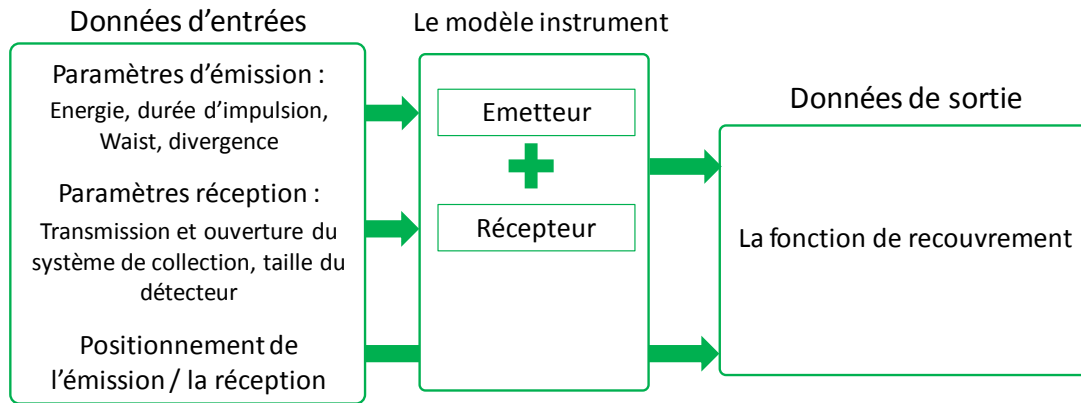 Données d'entrées
Paramètres d'émission :
Energie, durée d'impulsion,
Waist, divergence
Paramètres réception :
Transmission et ouverture du
système de collection, taille du
détecteur
Positionnement de
l'émission / la réception
Le modèle instrument
Emetteur
Récepteur
Données de sortie
La fonction de recouvrement